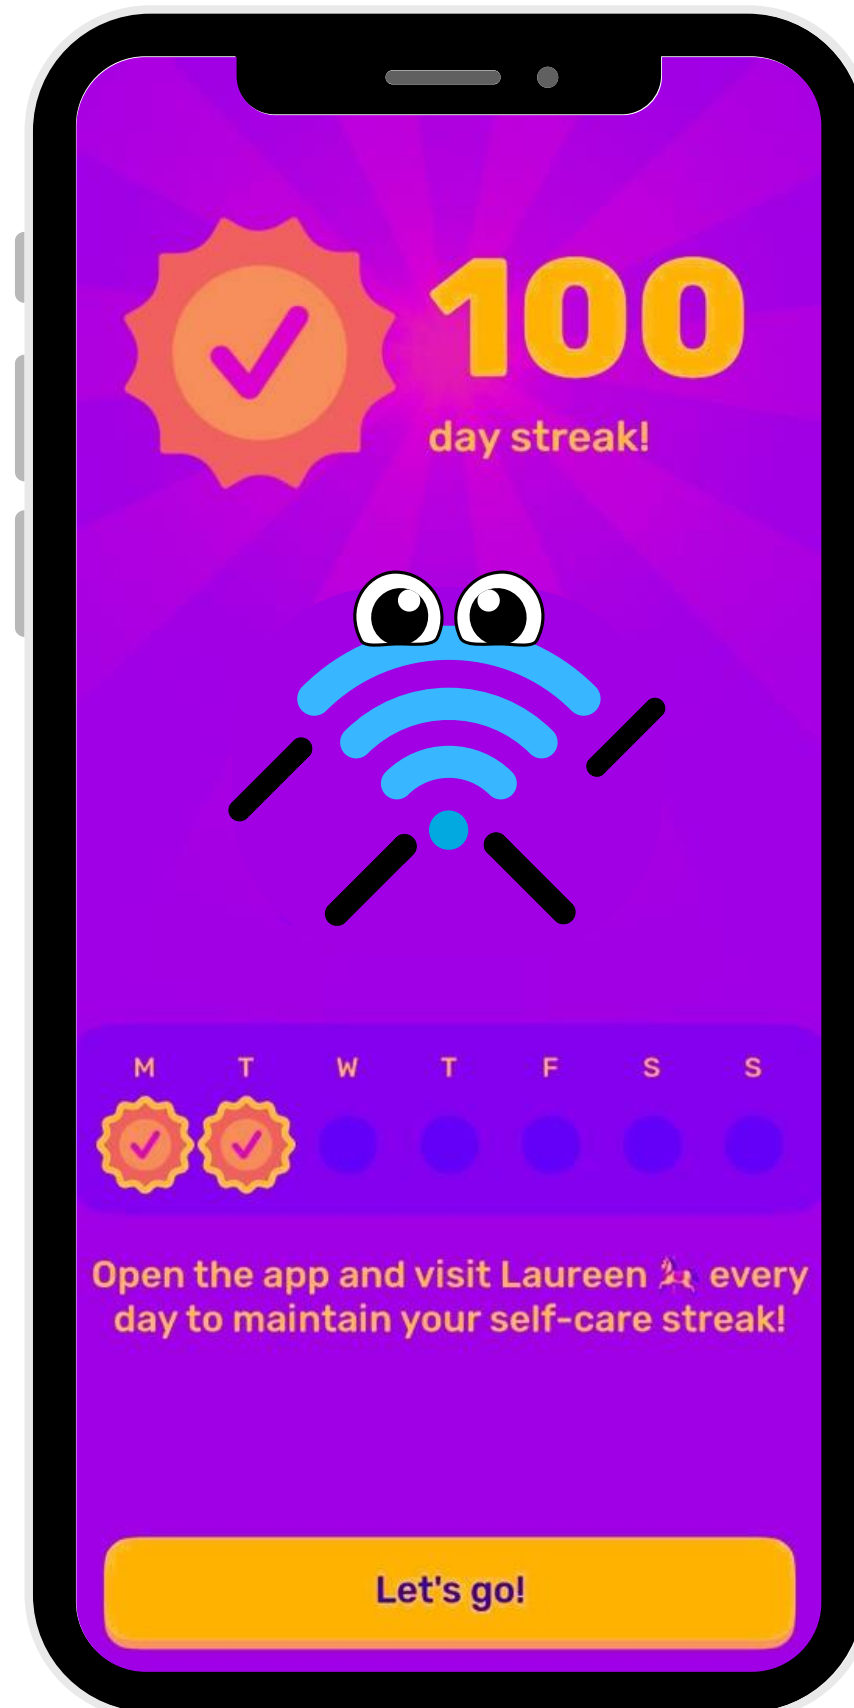 100
day streak!
M T W T F S S
Open the app and visit Laureen 🎠 every
day to maintain your self-care streak!
Let's go!